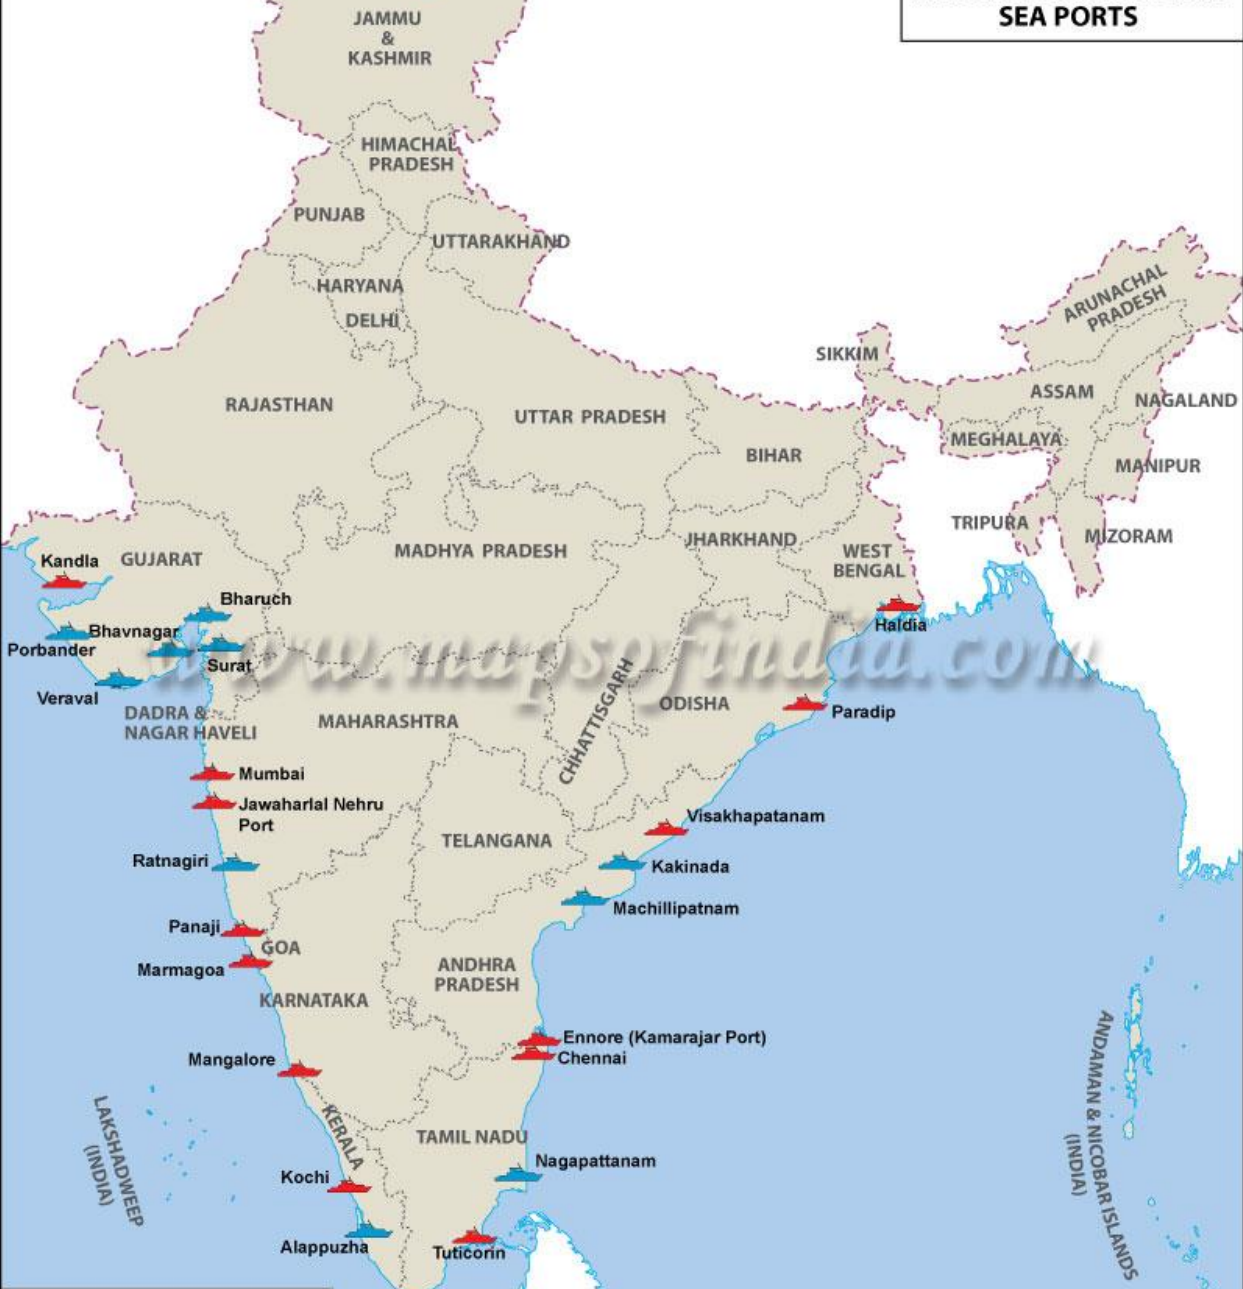 SEA PORTS
JAMMU
&
KASHMIR
HIMACHAL
PRADESH
PUNJAB
UTTARAKHAND
HARYANA
DELHI
ARUNACHAL
PRADESH
SIKKIM
RAJASTHAN
UTTAR PRADESH
ASSAM
NAGALAND
BIHAR
MEGHALAYA
MANIPUR
TRIPURA
MIZORAM
Kandla
GUJARAT
MADHYA PRADESH
JHARKHAND
WEST
BENGAL
Bharuch
Haldia
Bhavnagar
Porbander
Surat
www.mapsofindia.com
Veraval
DADRA &
NAGAR HAVELI
MAHARASHTRA
CHHATTISGARH
ODISHA
Paradip
Mumbai
Jawaharlal Nehru
Port
Visakhapatanam
TELANGANA
Ratnagiri
Kakinada
Machillipatnam
Panaji
GOA
Marmagoa
ANDHRA
PRADESH
KARNATAKA
Ennore (Kamarajar Port)
Chennai
Mangalore
LAKSHADWEEP
(INDIA)
KERALA
TAMIL NADU
ANDAMAN & NICOBAR ISLANDS
(INDIA)
Nagapattanam
Kochi
Alappuzha
Tuticorin